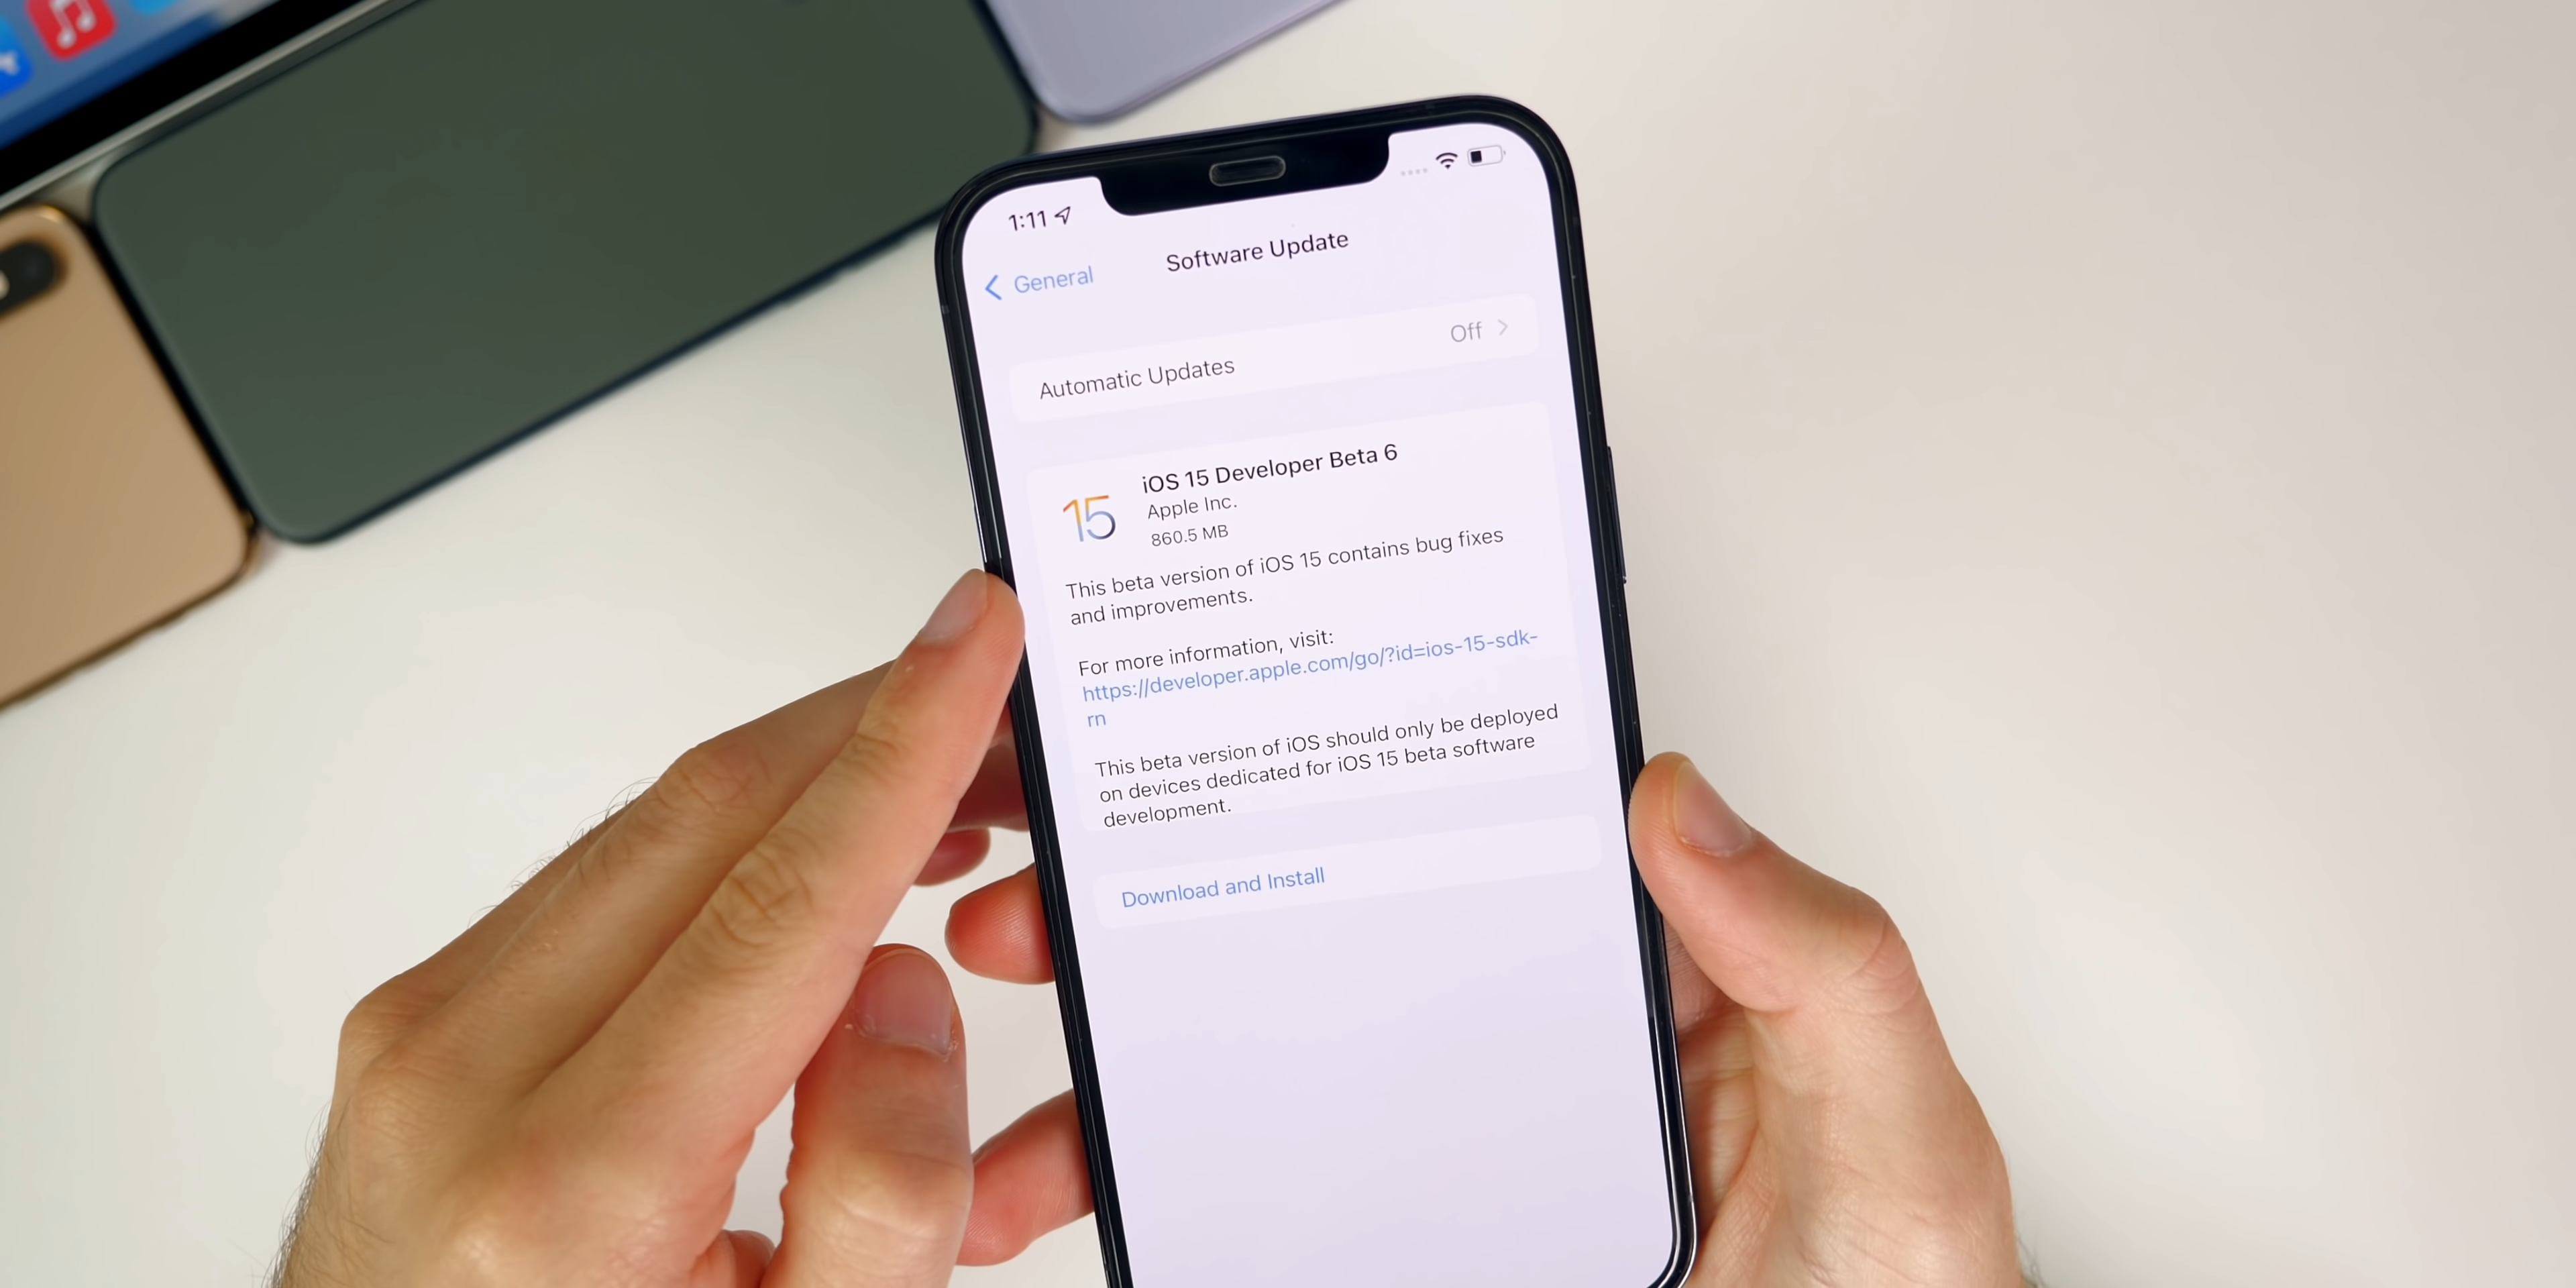 1:11
Software Update
General
Automatic Updates
Off
15
iOS 15 Developer Beta 6
Apple Inc.
860.5 MB
This beta version of iOS 15 contains bug fixes
and improvements.
For more information, visit:
https://developer.apple.com/go/?id=ios-15-sdk-
rn
This beta version of iOS should only be deployed
on devices dedicated for iOS 15 beta software
development.
Download and Install